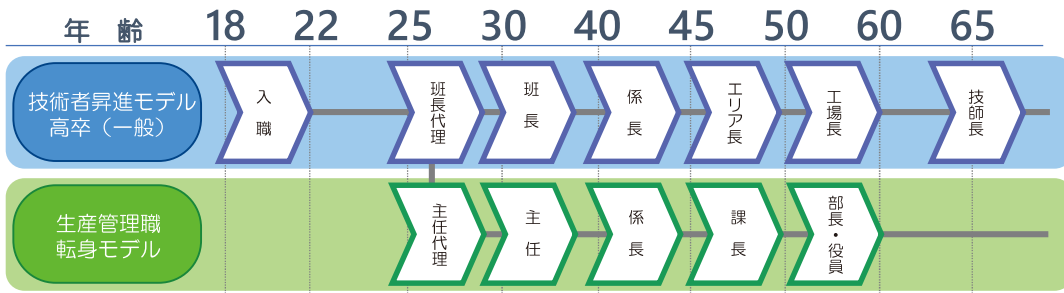 年 齢 18 22 25 30 40 45 50 60 65
技術者昇進モデル
高卒（一般）
入職
班長代理
班長
係長
エリア長
工場長
技師長
生産管理職
転身モデル
主任代理
主任
係長
課長
部長・役員